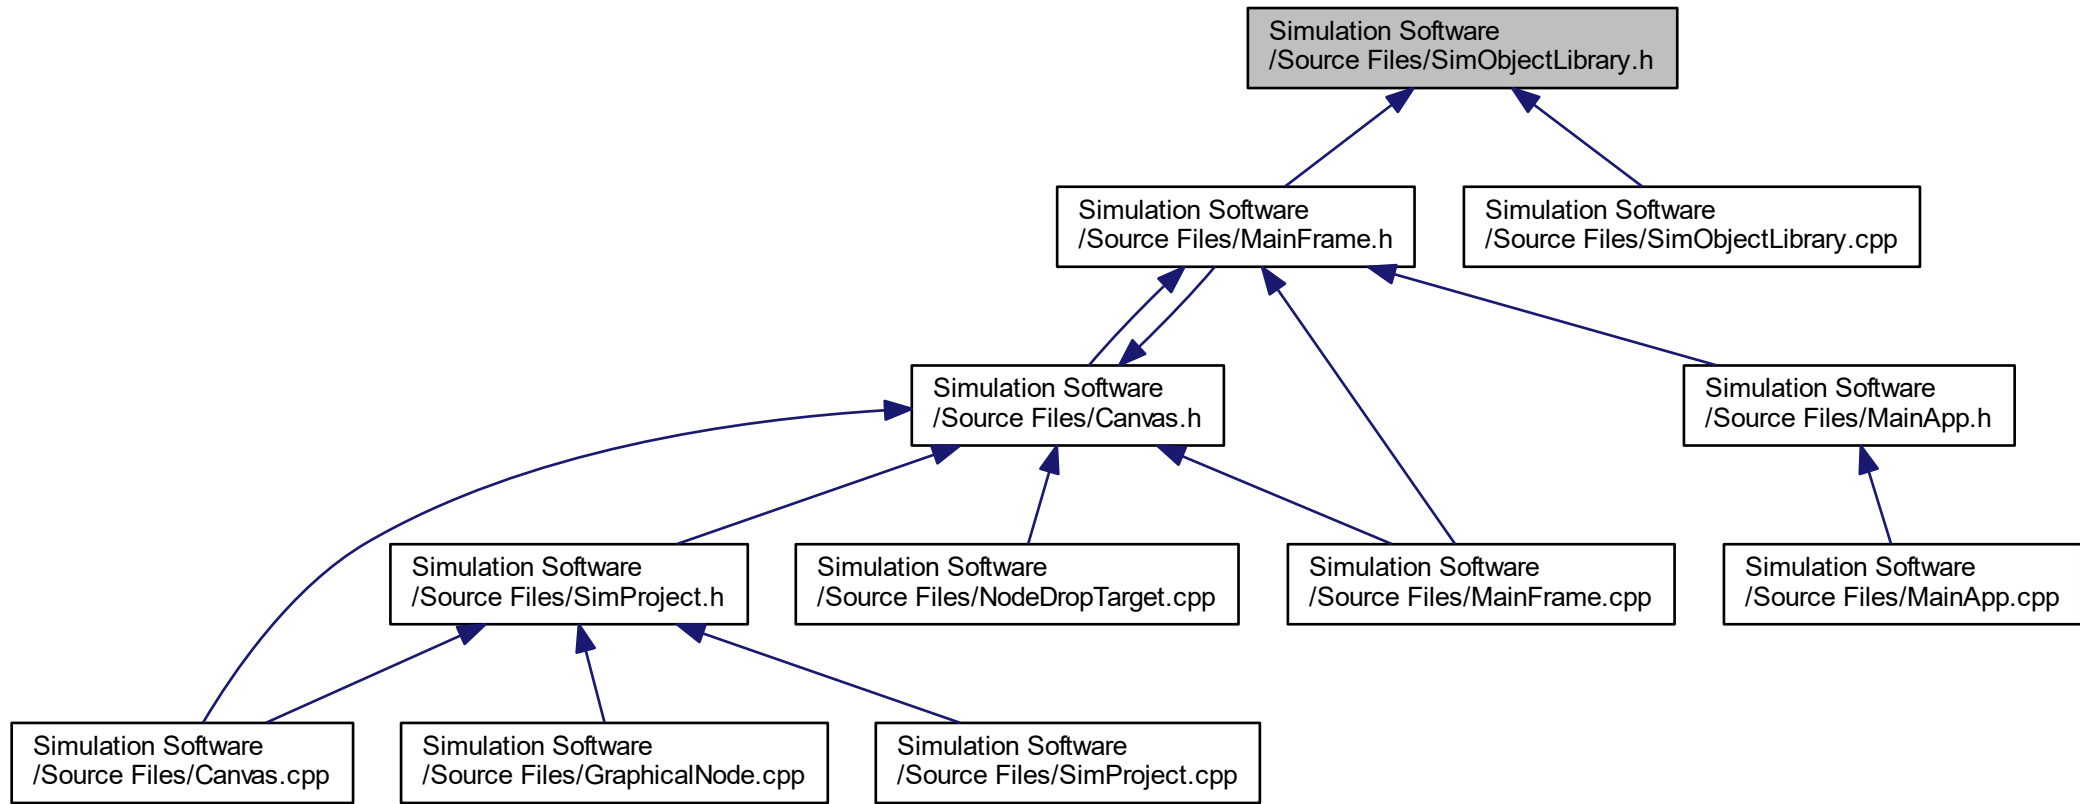 Simulation Software
/Source Files/SimObjectLibrary.h
Simulation Software
/Source Files/MainFrame.h
Simulation Software
/Source Files/SimObjectLibrary.cpp
Simulation Software
/Source Files/Canvas.h
Simulation Software
/Source Files/MainApp.h
Simulation Software
/Source Files/SimProject.h
Simulation Software
/Source Files/NodeDropTarget.cpp
Simulation Software
/Source Files/MainFrame.cpp
Simulation Software
/Source Files/MainApp.cpp
Simulation Software
/Source Files/Canvas.cpp
Simulation Software
/Source Files/GraphicalNode.cpp
Simulation Software
/Source Files/SimProject.cpp